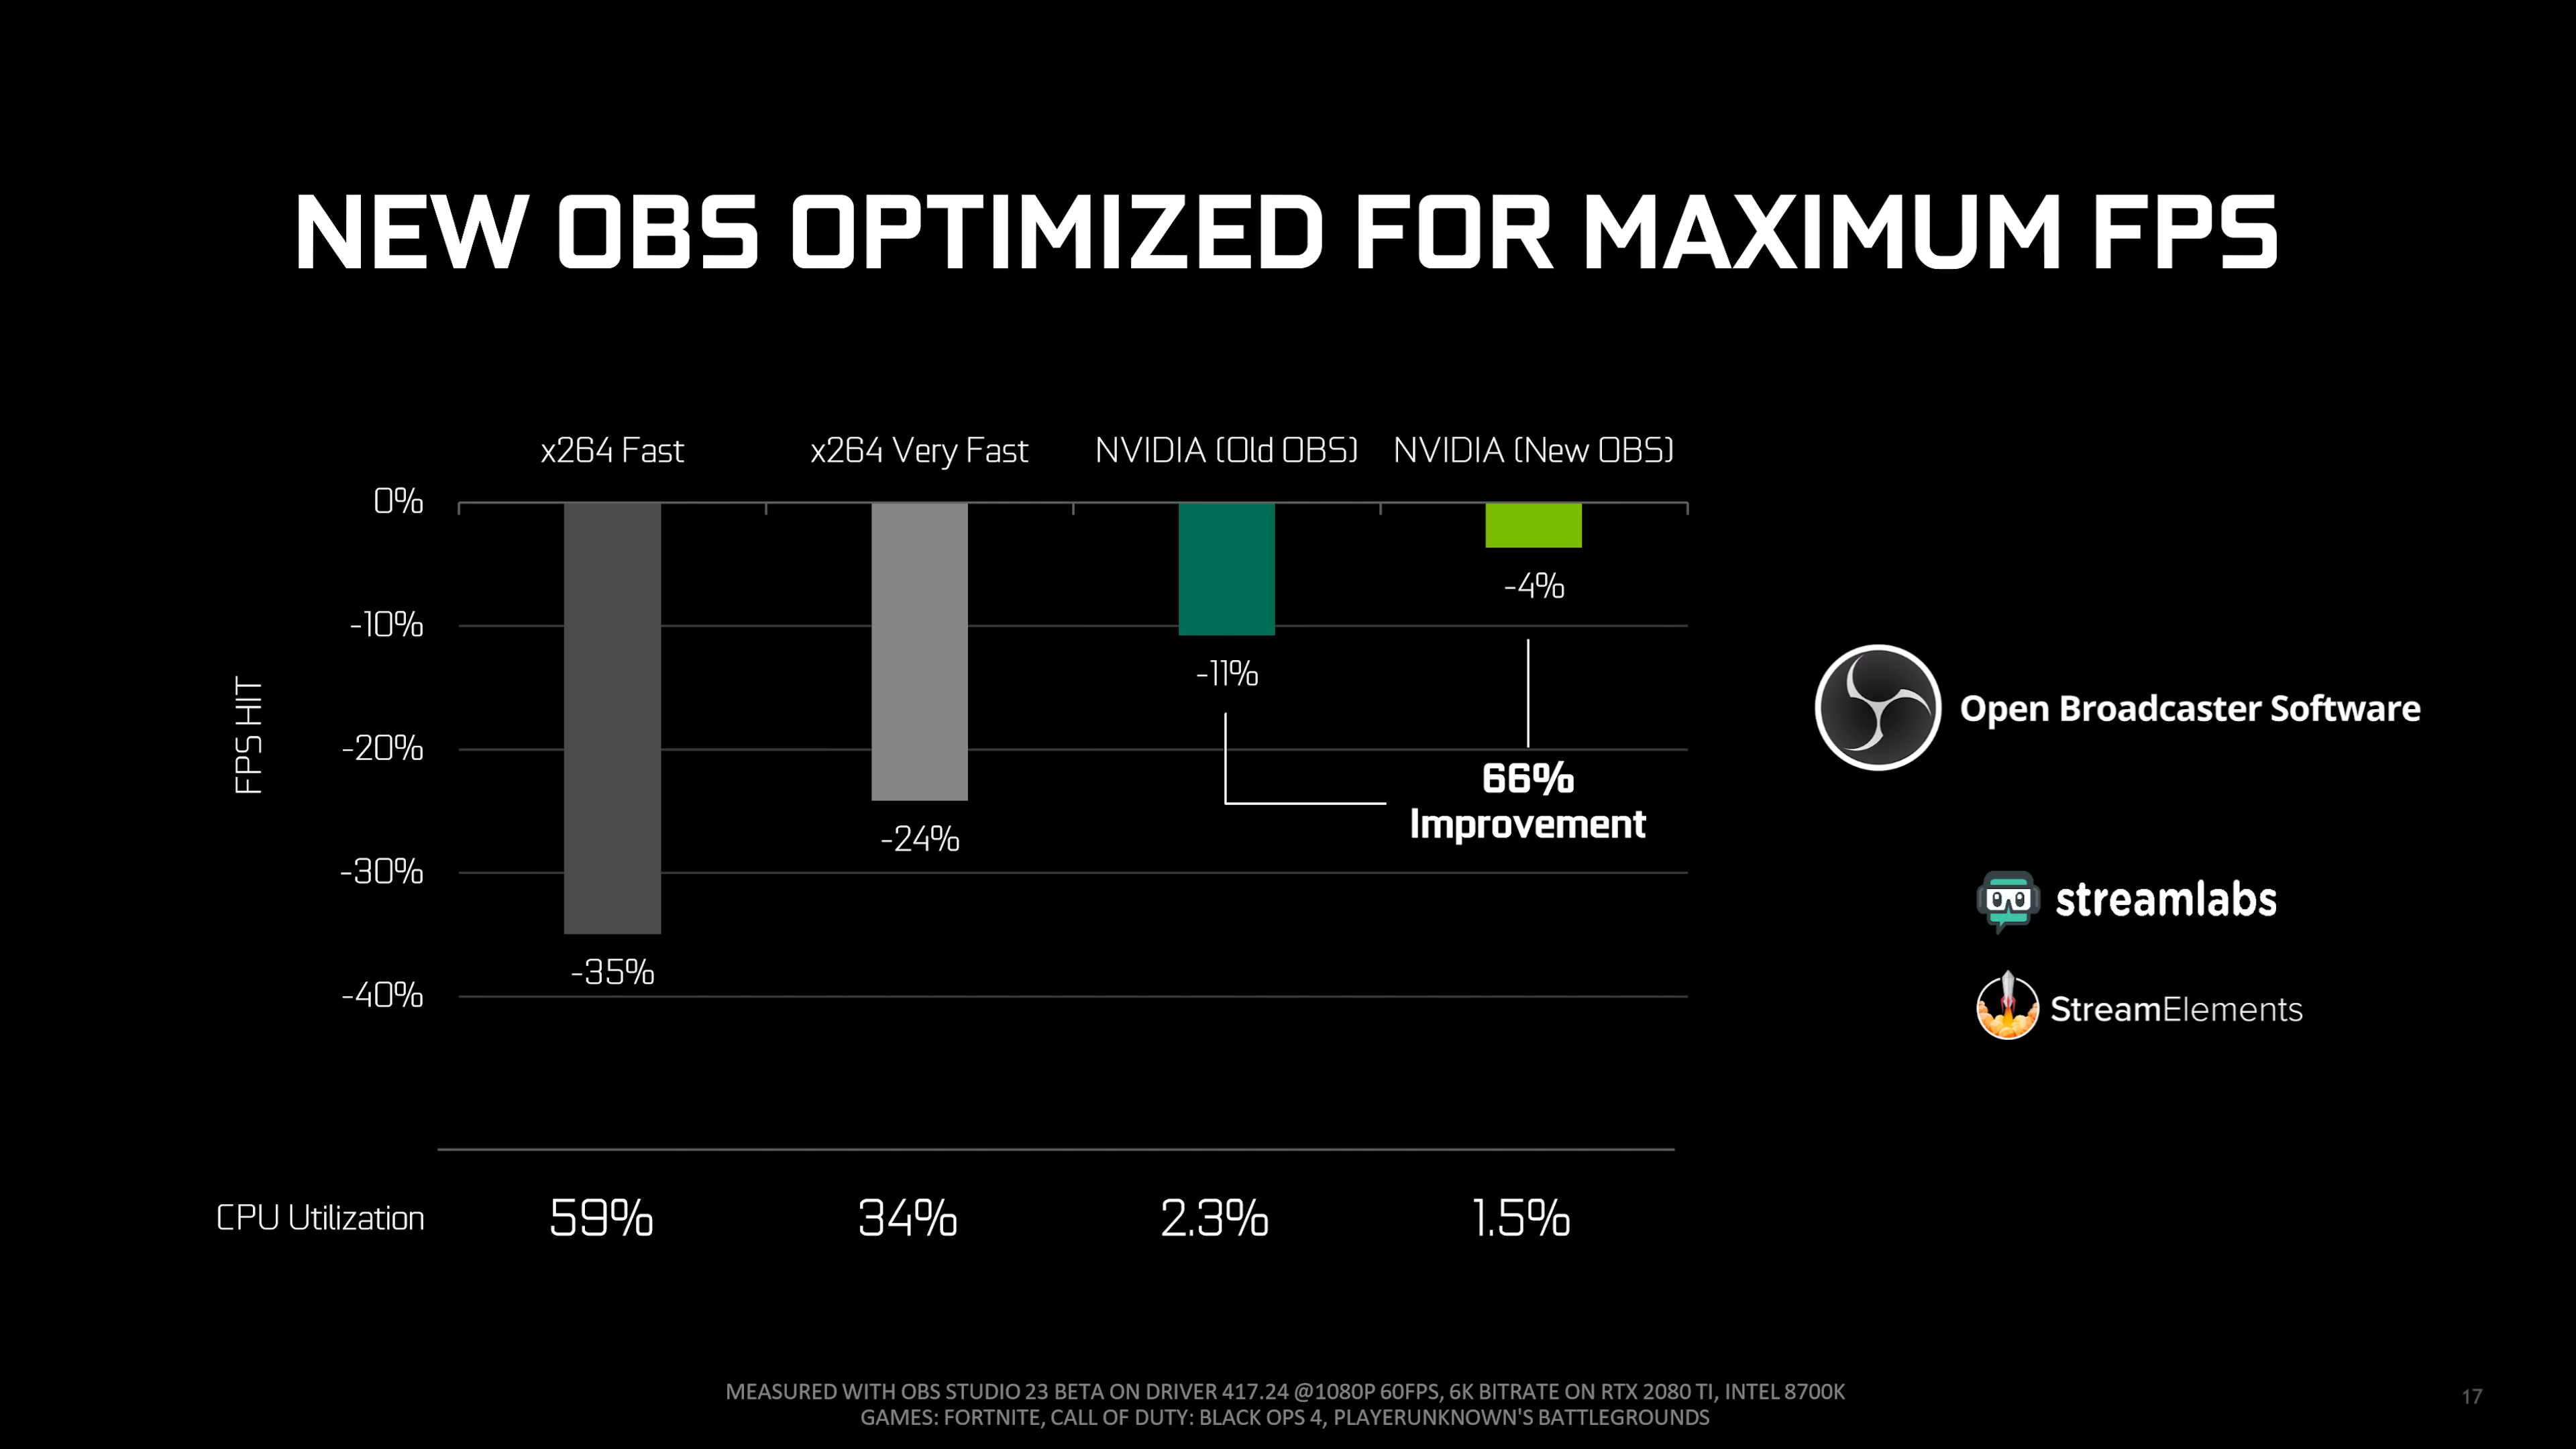 NEW OBS OPTIMIZED FOR MAXIMUM FPS
x264 Fast
x264 Very Fast
NVIDIA (Old OBS)
NVIDIA (New OBS)
0%
-10%
-20%
-30%
-40%
FPS HIT
-35%
-24%
-11%
-4%
66%
Improvement
Open Broadcaster Software
streamlabs
StreamElements
CPU Utilization
59%
34%
2.3%
1.5%
MEASURED WITH OBS STUDIO 23 BETA ON DRIVER 417.24 @1080P 60FPS, 6K BITRATE ON RTX 2080 TI, INTEL 8700K
GAMES: FORTNITE, CALL OF DUTY: BLACK OPS 4, PLAYERUNKNOWN'S BATTLEGROUNDS
17